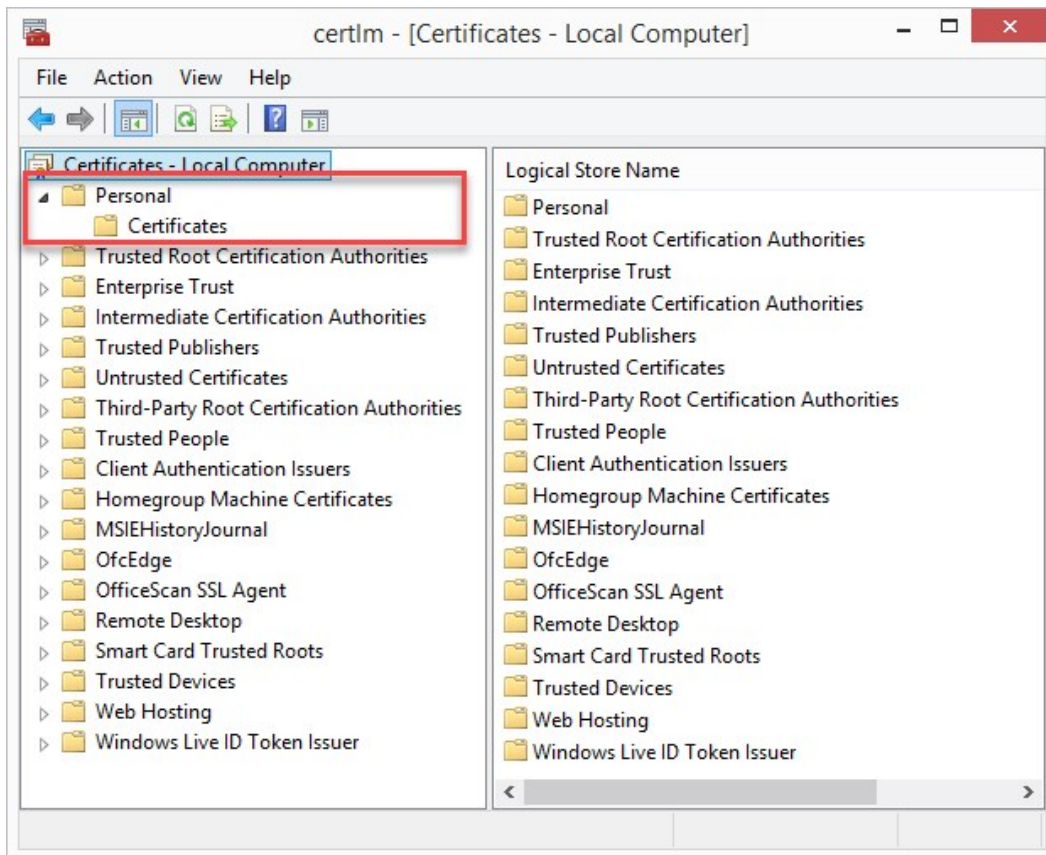 certlm - [Certificates - Local Computer]
File Action View Help
Certificates - Local Computer
Personal
Certificates
Trusted Root Certification Authorities
Enterprise Trust
Intermediate Certification Authorities
Trusted Publishers
Untrusted Certificates
Third-Party Root Certification Authorities
Trusted People
Client Authentication Issuers
Homegroup Machine Certificates
MSIEHistoryJournal
OfcEdge
OfficeScan SSL Agent
Remote Desktop
Smart Card Trusted Roots
Trusted Devices
Web Hosting
Windows Live ID Token Issuer
Logical Store Name
Personal
Trusted Root Certification Authorities
Enterprise Trust
Intermediate Certification Authorities
Trusted Publishers
Untrusted Certificates
Third-Party Root Certification Authorities
Trusted People
Client Authentication Issuers
Homegroup Machine Certificates
MSIEHistoryJournal
OfcEdge
OfficeScan SSL Agent
Remote Desktop
Smart Card Trusted Roots
Trusted Devices
Web Hosting
Windows Live ID Token Issuer